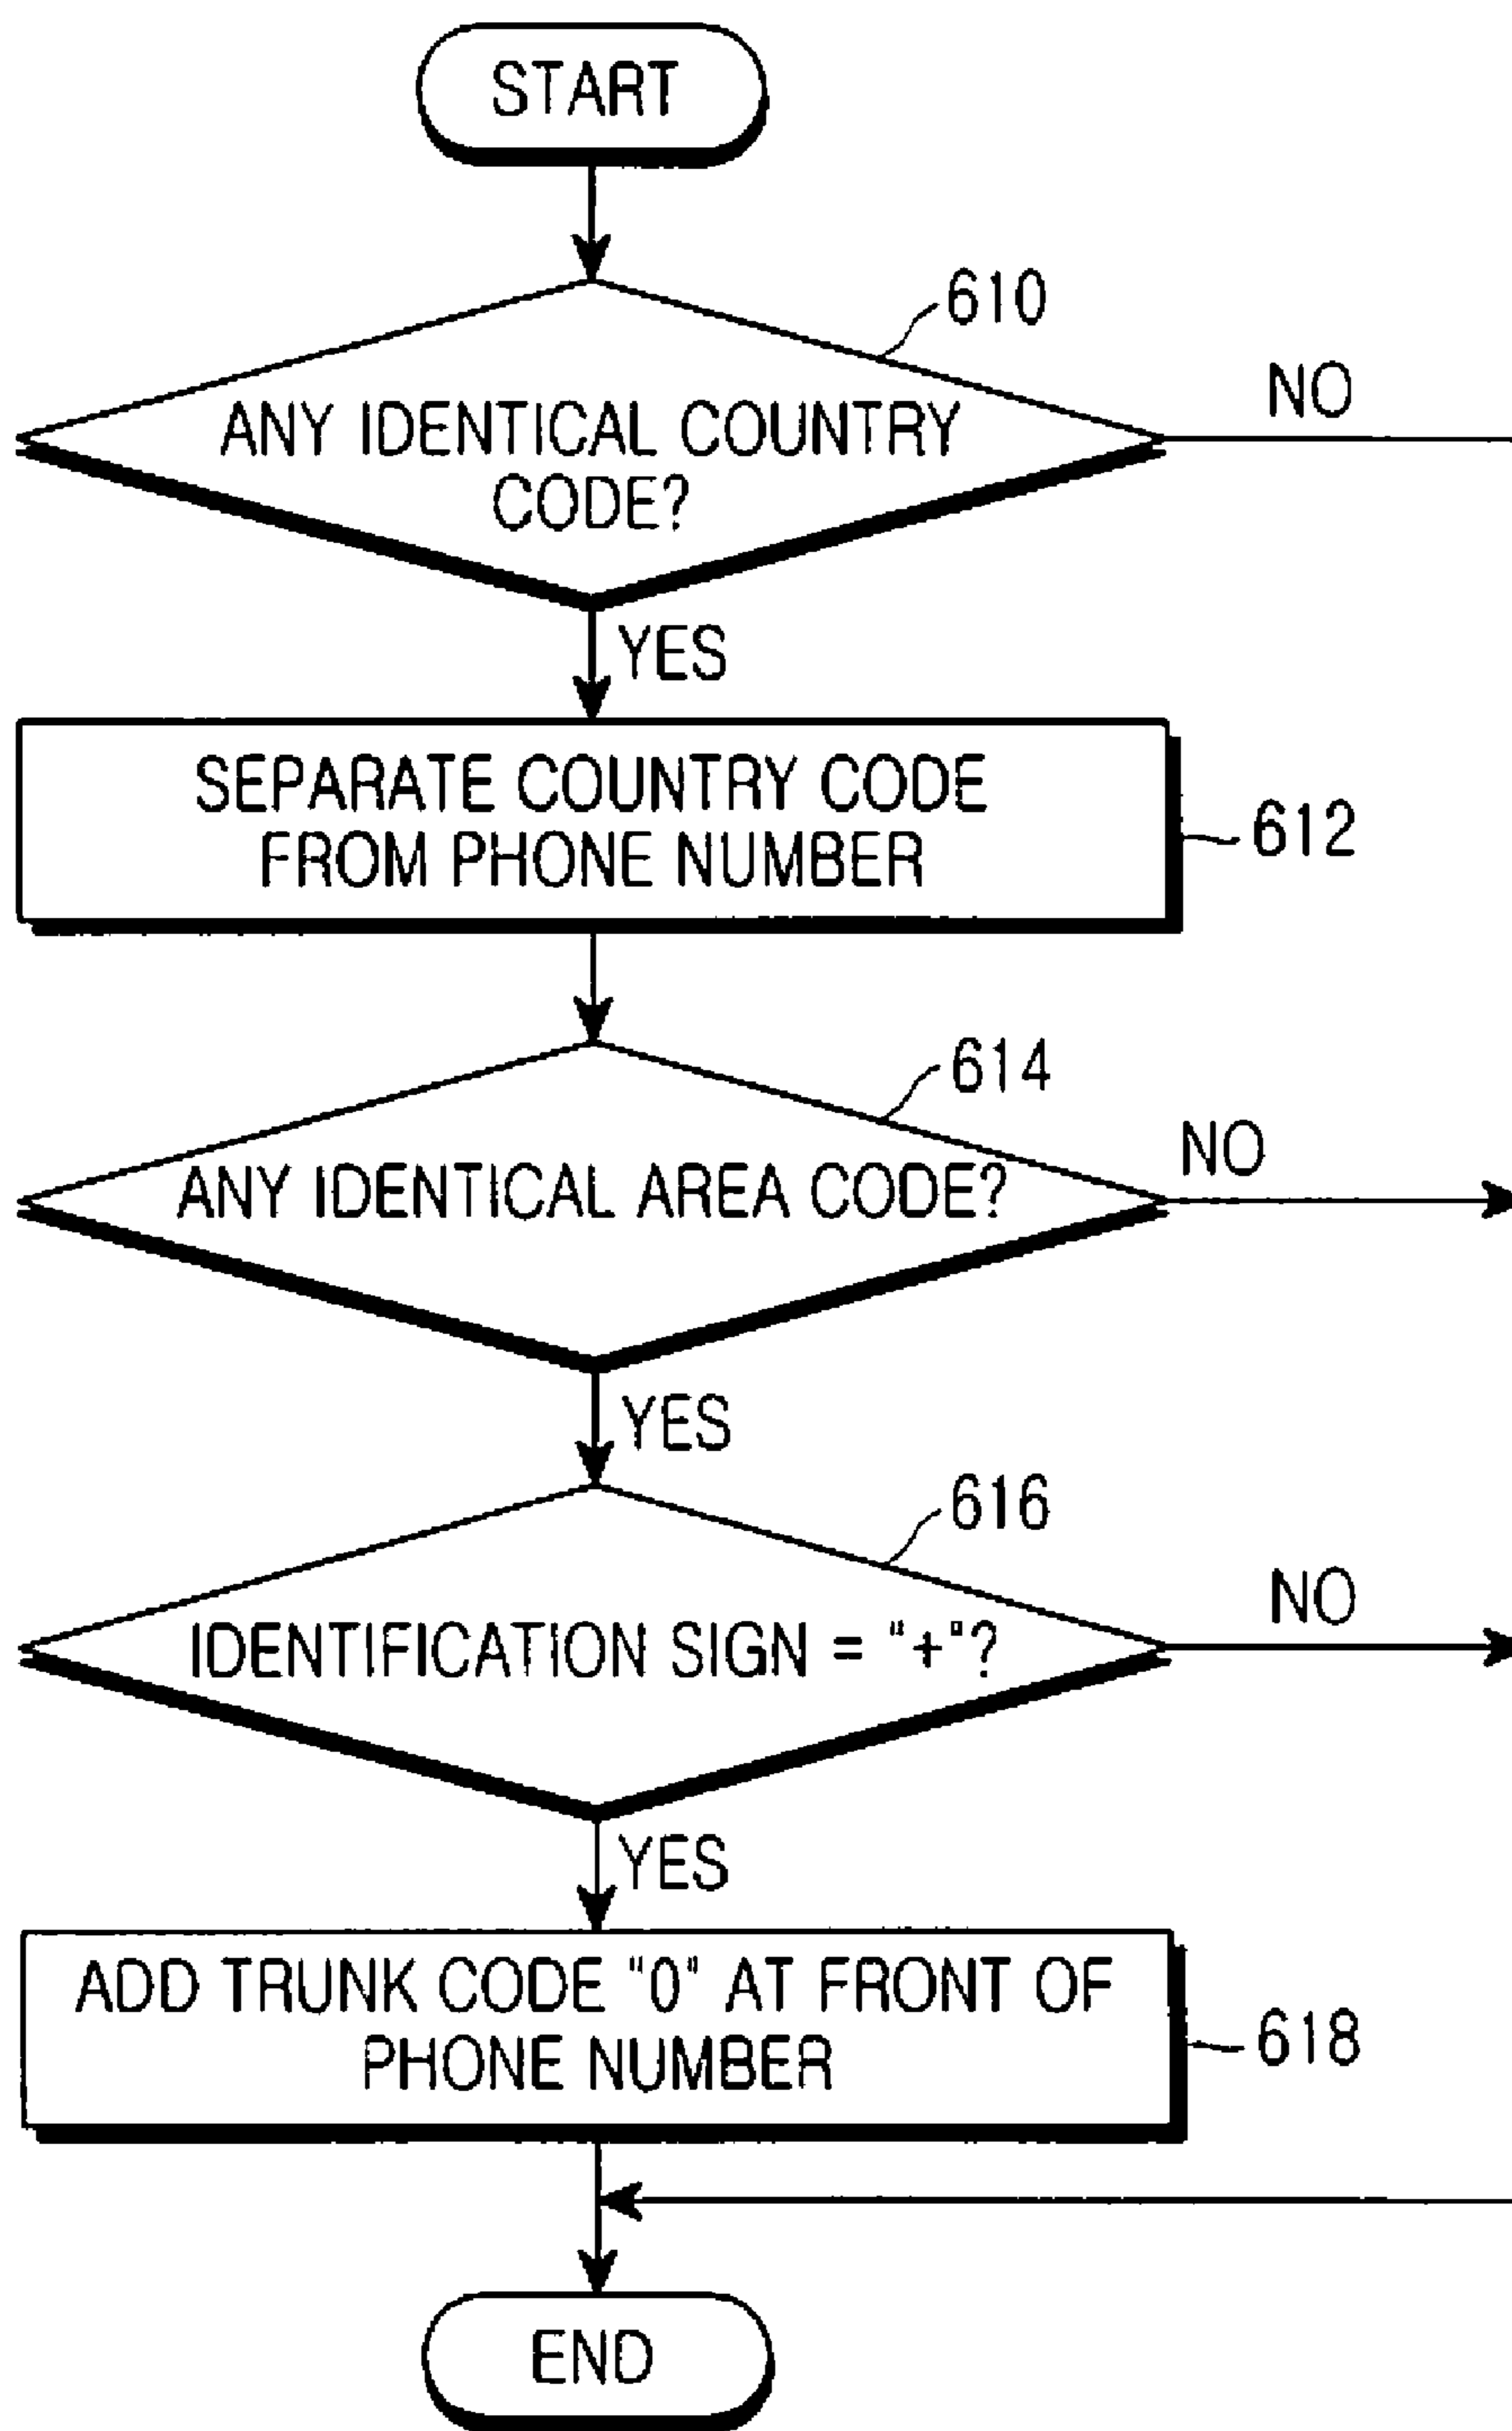 START
610
NO
ANY IDENTICAL COUNTRY
CODE?
YES
SEPARATE COUNTRY CODE
FROM PHONE NUMBER
612
614
NO
ANY IDENTICAL AREA CODE?
YES
616
NO
IDENTIFICATION SIGN = "+"?
YES
ADD TRUNK CODE "0" AT FRONT OF
PHONE NUMBER
618
END